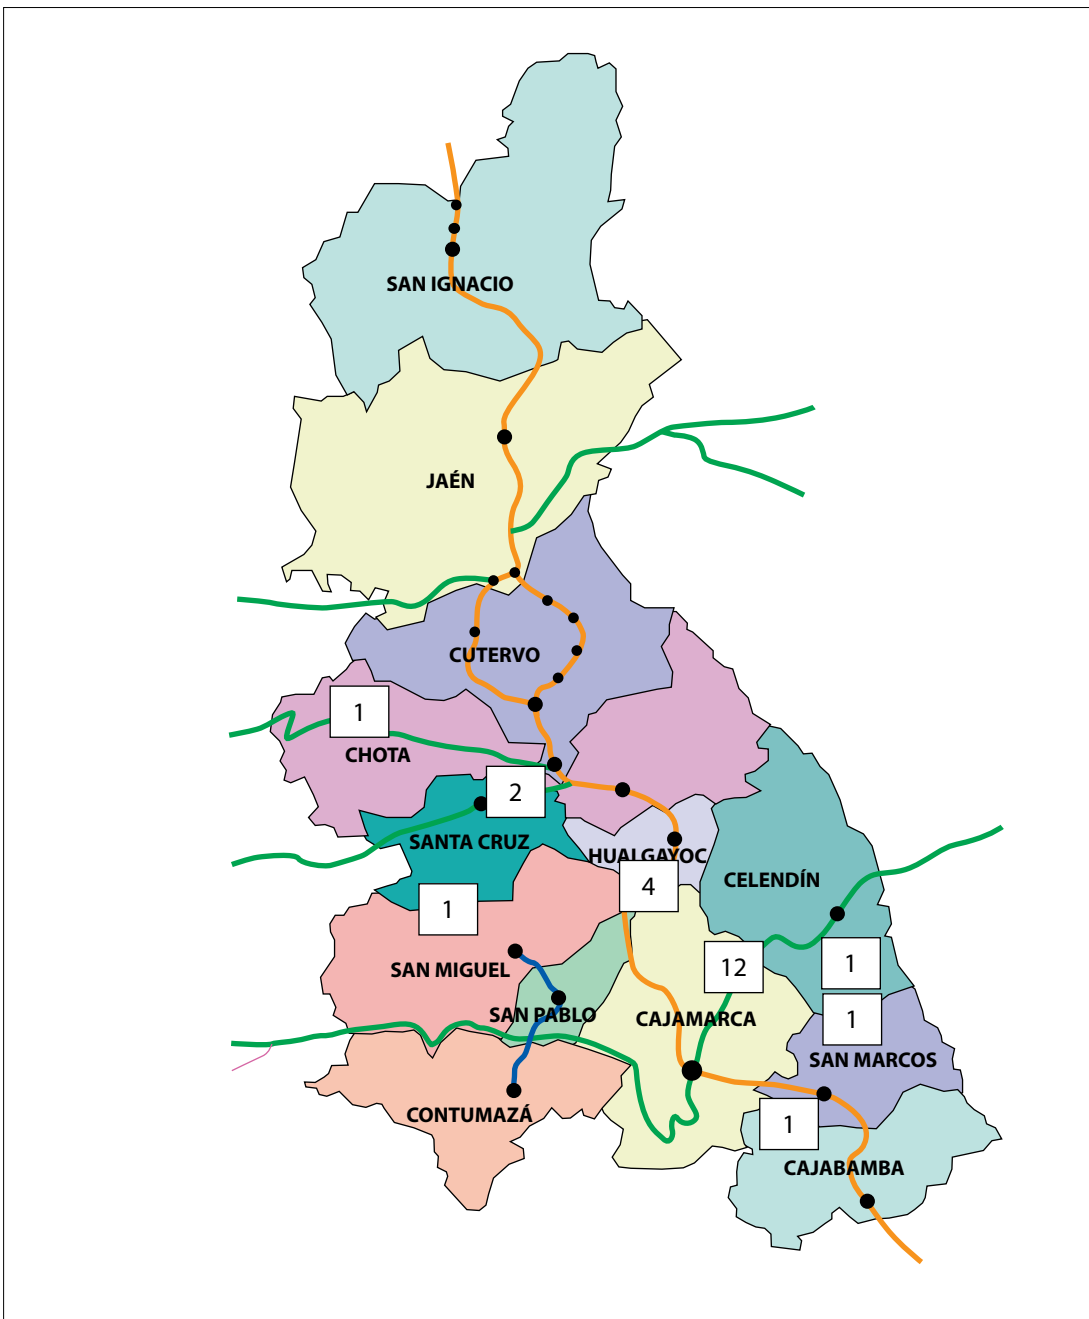 SAN IGNACIO
JAÉN
CUTERVO
1
CHOTA
2
SANTA CRUZ
HUALGAYOC
4
CELENDÍN
1
SAN MIGUEL
12
1
SAN PABLO
CAJAMARCA
1
SAN MARCOS
CONTUMAZÁ
1
CAJABAMBA